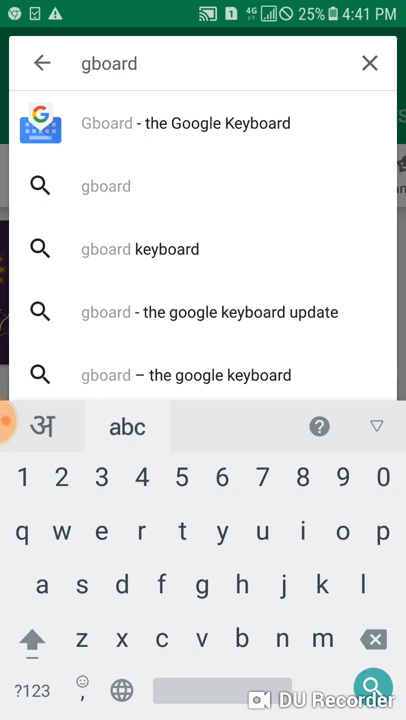 1 4G 25% 4:41 PM
gboard
Gboard - the Google Keyboard
gboard
gboard keyboard
gboard - the google keyboard update
gboard – the google keyboard
अ abc ?
1 2 3 4 5 6 7 8 9 0
q w e r t y u i o p
a s d f g h j k l
z x c v b n m
?123 ,
DU Recorder